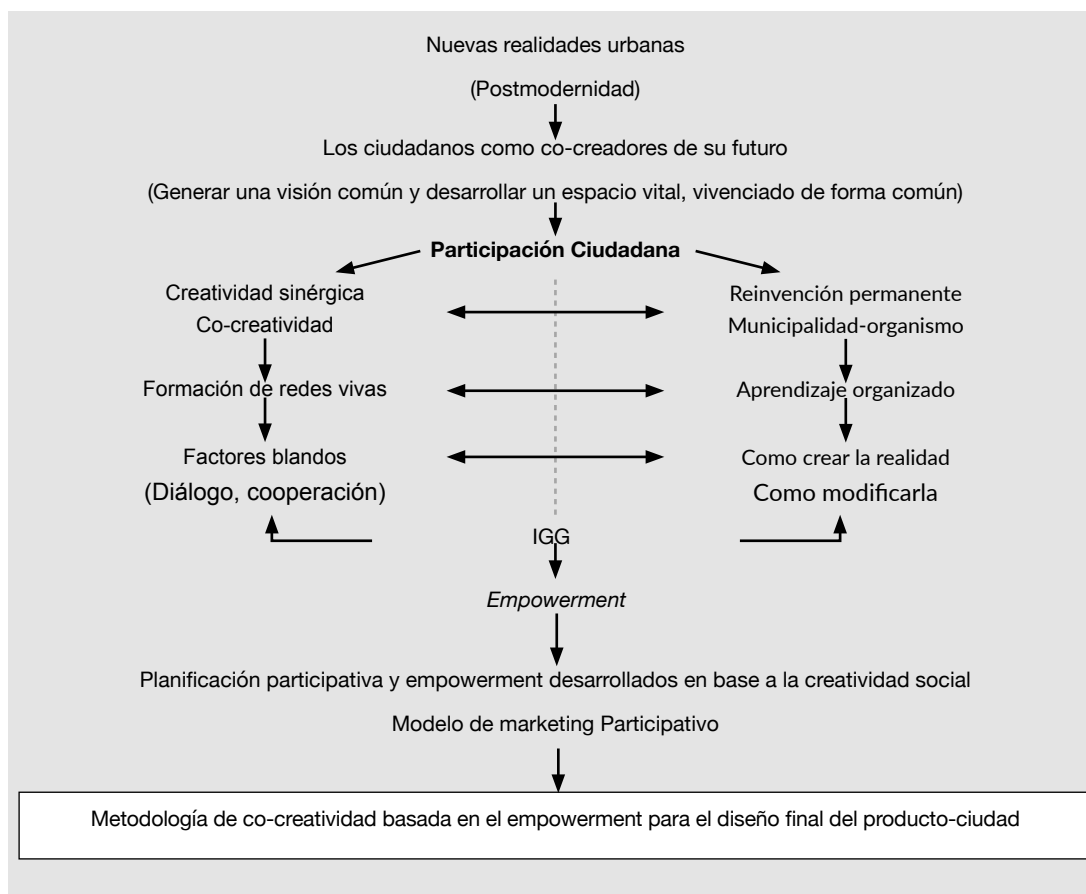 Nuevas realidades urbanas
(Postmodernidad)
Los ciudadanos como co-creadores de su futuro
(Generar una visión común y desarrollar un espacio vital, vivenciado de forma común)
Participación Ciudadana
Creatividad sinérgica
Co-creatividad
Reinvención permanente
Municipalidad-organismo
Formación de redes vivas
Aprendizaje organizado
Factores blandos
(Diálogo, cooperación)
Como crear la realidad
Como modificarla
IGG
Empowerment
Planificación participativa y empowerment desarrollados en base a la creatividad social
Modelo de marketing Participativo
Metodología de co-creatividad basada en el empowerment para el diseño final del producto-ciudad